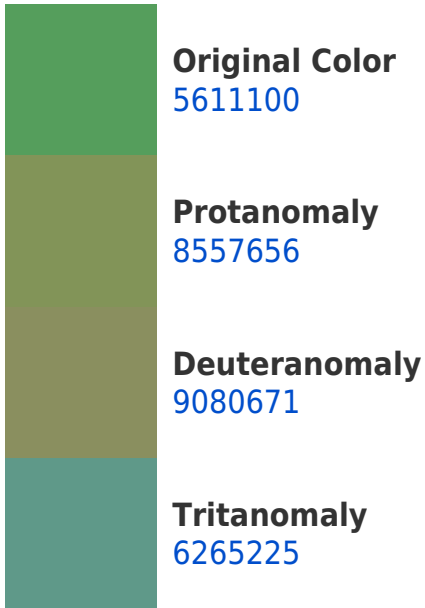 Original Color
5611100
Protanomaly
8557656
Deuteranomaly
9080671
Tritanomaly
6265225